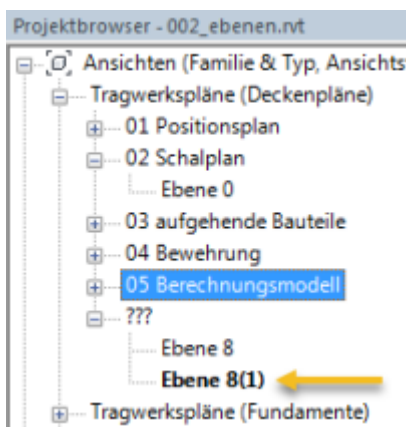 Projektbrowser - 002_ebenen.rvt
Ansichten (Familie & Typ, Ansichts
Tragwerkspläne (Deckenpläne)
01 Positionsplan
02 Schalplan
Ebene 0
03 aufgehende Bauteile
04 Bewehrung
05 Berechnungsmodell
???
Ebene 8
Ebene 8(1)
Tragwerkspläne (Fundamente)